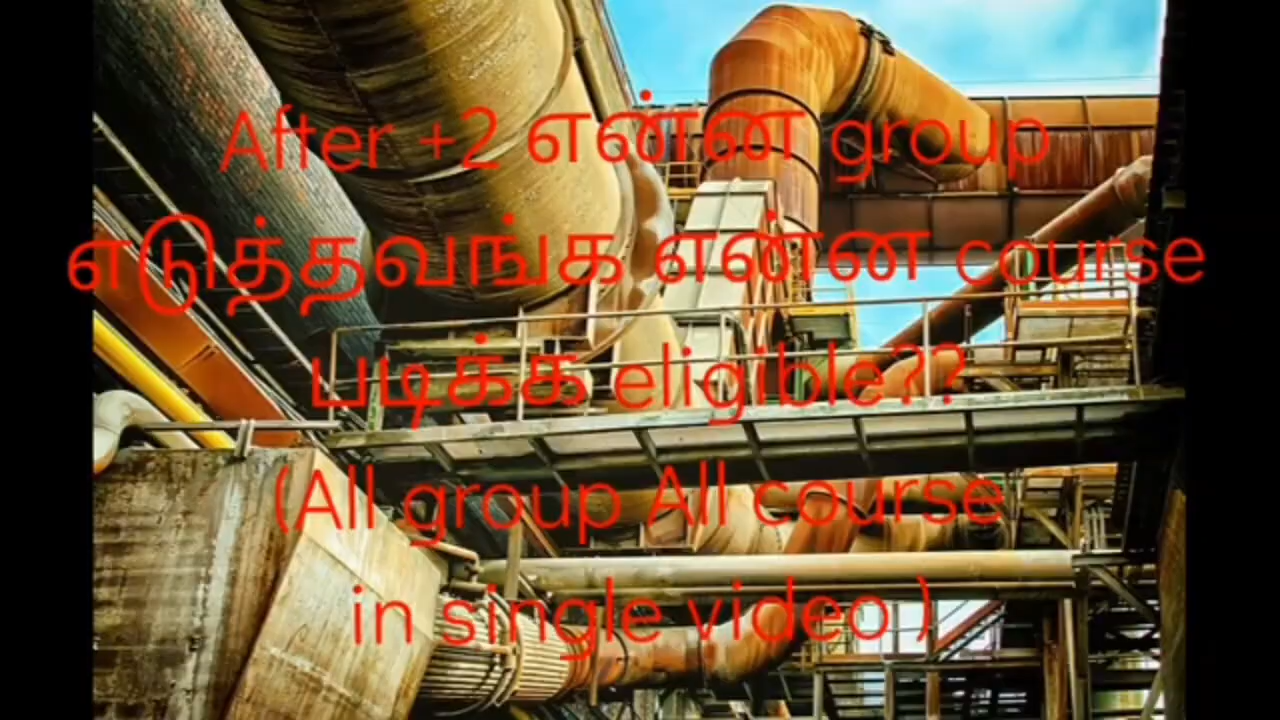 After +2 என்ன group
எடுத்தவங்க என்ன course
படிக்க eligible??
(All group All course
in single video )